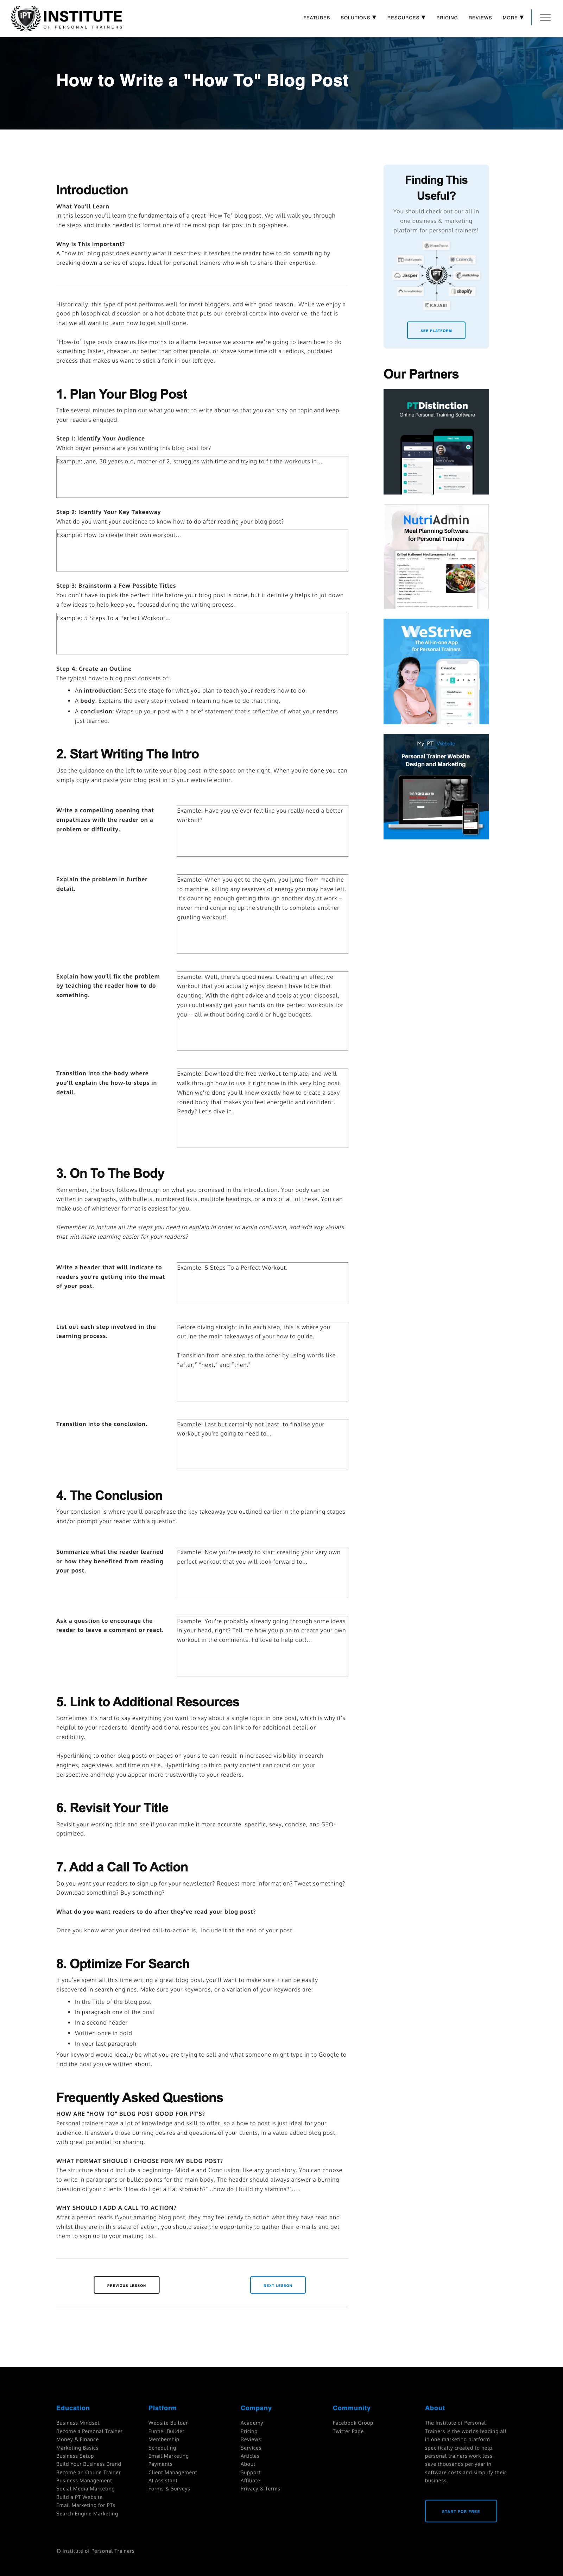 IPT INSTITUTE
OF PERSONAL TRAINERS
FEATURES
SOLUTIONS ▼
RESOURCES ▼
PRICING
REVIEWS
MORE ▼
How to Write a "How To" Blog Post
Introduction
What You'll Learn
In this lesson you'll learn the fundamentals of a great "How To" blog post. We will walk you through
the steps and tricks needed to format one of the most popular post in blog-sphere.
Why is This Important?
A "how to" blog post does exactly what it describes; it teaches the reader how to do something by
breaking down a series of steps, Ideal for personal trainers who wish to share their expertise.
Historically, this type of post performs well for most bloggers, and with good reason. While we enjoy a
good philosophical discussion or a hot debate that puts our cerebral cortex into overdrive, the fact is
that we all want to learn how to get stuff done.
"How-to" type posts draw us like moths to a flame because we assume we're going to learn how to do
something faster, cheaper, or better than other people, or shave some time off a tedious, outdated
process that makes us want to stick a fork in our left eye.
1. Plan Your Blog Post
Take several minutes to plan out what you want to write about so that you can stay on topic and keep
your readers engaged.
Step 1: Identify Your Audience
Which buyer persona are you writing this blog post for?
Example: Jane, 30 years old, mother of 2, struggles with time and trying to fit the workouts in...
Step 2: Identify Your Key Takeaway
What do you want your audience to know how to do after reading your blog post?
Example: How to create their own workout...
Step 3: Brainstorm a Few Possible Titles
You don't have to pick the perfect title before your blog post is done, but it definitely helps to jot down
a few ideas to help keep you focused during the writing process.
Example: 5 Steps To a Perfect Workout...
Step 4: Create an Outline
The typical how-to blog post consists of:
• An introduction: Sets the stage for what you plan to teach your readers how to do.
• A body: Explains the every step involved in learning how to do that thing.
• A conclusion: Wraps up your post with a brief statement that's reflective of what your readers
just learned.
2. Start Writing The Intro
Use the guidance on the left to write your blog post in the space on the right. When you're done you can
simply copy and paste your blog post in to your website editor.
Write a compelling opening that
empathizes with the reader on a
problem or difficulty.
Example: Have you've ever felt like you really need a better
workout?
Explain the problem in further
detail.
Example: When you get to the gym, you jump from machine
to machine, killing any reserves of energy you may have left.
It's daunting enough getting through another day at work –
never mind conjuring up the strength to complete another
grueling workout!
Explain how you'll fix the problem
by teaching the reader how to do
something.
Example: Well, there's good news: Creating an effective
workout that you actually enjoy doesn't have to be that
daunting. With the right advice and tools at your disposal,
you could easily get your hands on the perfect workouts for
you -- all without boring cardio or huge budgets.
Transition into the body where
you'll explain the how-to steps in
detail.
Example: Download the free workout template, and we'll
walk through how to use it right now in this very blog post.
When we're done you'll know exactly how to create a sexy
toned body that makes you feel energetic and confident.
Ready? Let's dive in.
3. On To The Body
Remember, the body follows through on what you promised in the introduction. Your body can be
written in paragraphs, with bullets, numbered lists, multiple headings, or a mix of all of these. You can
make use of whichever format is easiest for you.
Remember to include all the steps you need to explain in order to avoid confusion, and add any visuals
that will make learning easier for your readers?
Write a header that will indicate to
readers you're getting into the meat
of your post.
Example: 5 Steps To a Perfect Workout.
List out each step involved in the
learning process.
Before diving straight in to each step, this is where you
outline the main takeaways of your how to guide.
Transition from one step to the other by using words like
"after," "next," and "then."
Transition into the conclusion.
Example: Last but certainly not least, to finalise your
workout you're going to need to...
4. The Conclusion
Your conclusion is where you'll paraphrase the key takeaway you outlined earlier in the planning stages
and/or prompt your reader with a question.
Summarize what the reader learned
or how they benefited from reading
your post.
Example: Now you're ready to start creating your very own
perfect workout that you will look forward to...
Ask a question to encourage the
reader to leave a comment or react.
Example: You're probably already going through some ideas
in your head, right? Tell me how you plan to create your own
workout in the comments. I'd love to help out!...
5. Link to Additional Resources
Sometimes it's hard to say everything you want to say about a single topic in one post, which is why it's
helpful to your readers to identify additional resources you can link to for additional detail or
credibility.
Hyperlinking to other blog posts or pages on your site can result in increased visibility in search
engines, page views, and time on site. Hyperlinking to third party content can round out your
perspective and help you appear more trustworthy to your readers.
6. Revisit Your Title
Revisit your working title and see if you can make it more accurate, specific, sexy, concise, and SEO-
optimized.
7. Add a Call To Action
Do you want your readers to sign up for your newsletter? Request more information? Tweet something?
Download something? Buy something?
What do you want readers to do after they've read your blog post?
Once you know what your desired call-to-action is, include it at the end of your post.
8. Optimize For Search
If you've spent all this time writing a great blog post, you'll want to make sure it can be easily
discovered in search engines. Make sure your keywords, or a variation of your keywords are:
• In the Title of the blog post
• In paragraph one of the post
• In a second header
• Written once in bold
• In your last paragraph
Your keyword would ideally be what you are trying to sell and what someone might type in to Google to
find the post you've written about.
Frequently Asked Questions
HOW ARE "HOW TO" BLOG POST GOOD FOR PT'S?
Personal trainers have a lot of knowledge and skill to offer, so a how to post is just ideal for your
audience. It answers those burning desires and questions of your clients, in a value added blog post,
with great potential for sharing.
WHAT FORMAT SHOULD I CHOOSE FOR MY BLOG POST?
The structure should include a beginning+ Middle and Conclusion, like any good story. You can choose
to write in paragraphs or bullet points for the main body. The header should always answer a burning
question of your clients "How do I get a flat stomach?"...how do I build my stamina?".....
WHY SHOULD I ADD A CALL TO ACTION?
After a person reads t\your amazing blog post, they may feel ready to action what they have read and
whilst they are in this state of action, you should seize the opportunity to gather their e-mails and get
them to sign up to your mailing list.
PREVIOUS LESSON
NEXT LESSON
Finding This
Useful?
You should check out our all in
one business & marketing
platform for personal trainers!
Calendly
Jasper
mailchimp
shopify
KAJABI
SEE PLATFORM
Our Partners
PTDistinction
Online Personal Training Software
NutriAdmin
Meal Planning Software
for Personal Trainers
WeStrive
The All-in-one App
for Personal Trainers
Calendar
My PT Website
Personal Trainer Website
Design and Marketing
Education
Business Mindset
Become a Personal Trainer
Money & Finance
Marketing Basics
Business Setup
Build Your Business Brand
Become an Online Trainer
Business Management
Social Media Marketing
Build a PT Website
Email Marketing for PTs
Search Engine Marketing
Platform
Website Builder
Funnel Builder
Membership
Scheduling
Email Marketing
Payments
Client Management
AI Assistant
Forms & Surveys
Company
Academy
Pricing
Reviews
Services
Articles
About
Support
Affiliate
Privacy & Terms
Community
Facebook Group
Twitter Page
About
The Institute of Personal
Trainers is the worlds leading all
in one marketing platform
specifically created to help
personal trainers work less,
save thousands per year in
software costs and simplify their
business.
START FOR FREE
© Institute of Personal Trainers